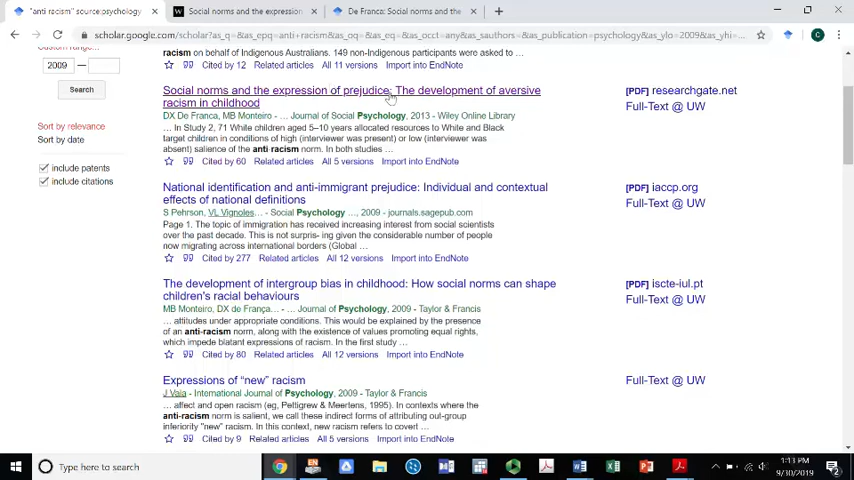 "anti racism" source:psychology
Social norms and the expression
De Franca: Social norms and the
scholar.google.com/scholar?as_q=&as_epq=anti+racism&as_oq=&as_eq=&as_occt=any&as_sauthors=&as_publication=psychology&as_ylo=2009&as_yhi=...
Custom range...
2009 —
Search
Sort by relevance
Sort by date
include patents
include citations
racism on behalf of Indigenous Australians. 149 non-Indigenous participants were asked to ...
Cited by 12 Related articles All 11 versions Import into EndNote
Social norms and the expression of prejudice: The development of aversive
racism in childhood
DX De Franca, MB Monteiro - ... Journal of Social Psychology, 2013 - Wiley Online Library
... In Study 2, 71 White children aged 5–10 years allocated resources to White and Black
target children in conditions of high (interviewer was present) or low (interviewer was
absent) salience of the anti-racism norm. In both studies ...
Cited by 60 Related articles All 5 versions Import into EndNote
[PDF] researchgate.net
Full-Text @ UW
National identification and anti-immigrant prejudice: Individual and contextual
effects of national definitions
S Pehrson, VL Vignoles... - Social Psychology ..., 2009 - journals.sagepub.com
Page 1. The topic of immigration has received increasing interest from social scientists
over the past decade. This is not surpris- ing given the considerable number of people
now migrating across international borders (Global ...
Cited by 277 Related articles All 12 versions Import into EndNote
[PDF] iaccp.org
Full-Text @ UW
The development of intergroup bias in childhood: How social norms can shape
children's racial behaviours
MB Monteiro, DX de França... - ... Journal of Psychology, 2009 - Taylor & Francis
... attitudes under appropriate conditions. This would be explained by the presence
of an anti-racism norm, along with the existence of values promoting equal rights,
which impede blatant expressions of racism. In the first study ...
Cited by 80 Related articles All 12 versions Import into EndNote
[PDF] iscte-iul.pt
Full-Text @ UW
Expressions of “new” racism
J Vala - International Journal of Psychology, 2009 - Taylor & Francis
... affect and open racism (eg, Pettigrew & Meertens, 1995). In contexts where the
anti-racism norm is salient, we call these indirect forms of attributing out-group
inferiority "new" racism. In this context, new racism refers to covert ...
Cited by 9 Related articles All 5 versions Import into EndNote
Full-Text @ UW
Type here to search
1:13 PM
9/30/2019